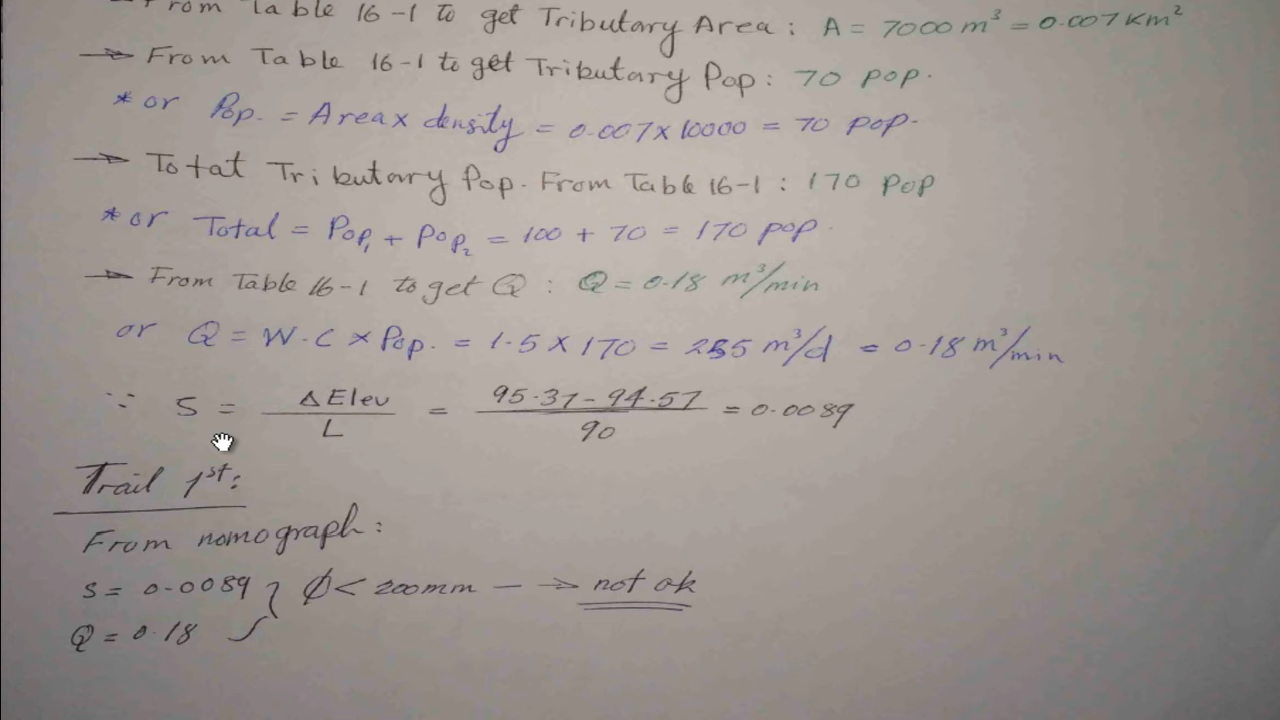 From Table 16-1 to get Tributary Area : A = 7000 m³ = 0.007 Km²
→ From Table 16-1 to get Tributary Pop : 70 pop.
* or Pop. = Area x density = 0.007 x 10000 = 70 pop.
→ Totat Tributary Pop. From Table 16-1 : 170 pop
* or Total = Pop₁ + Pop₂ = 100 + 70 = 170 pop.
→ From Table 16-1 to get Q : Q = 0.18 m³/min
or Q = W.C x Pop. = 1.5 x 170 = 255 m³/d = 0.18 m³/min
∵ S = ΔElev / L = 95.37 - 94.57 / 90 = 0.0089
Trail 1st:
From nomograph :
S = 0.0089 } Ø < 200mm — → not ok
Q = 0.18